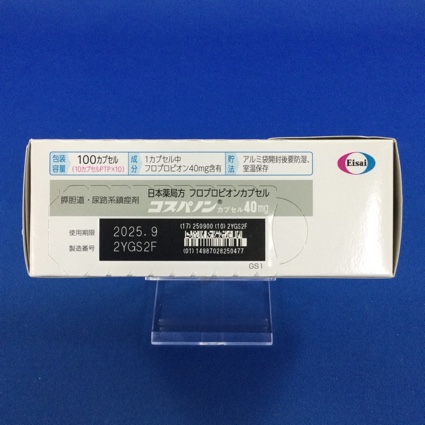 包装容量 100カプセル
(10カプセルPTP×10)
成分 1カプセル中
フロプロピオン40mg含有
貯法 アルミ袋開封後要防湿、
室温保存
Eisai
膵胆道・尿路系鎮痙剤
日本薬局方 フロプロピオンカプセル
コスパノン®カプセル40mg
使用期限 2025.9
製造番号 2YGS2F
(17) 250900 (10) 2YGS2F
(01) 14987028250477
GS1